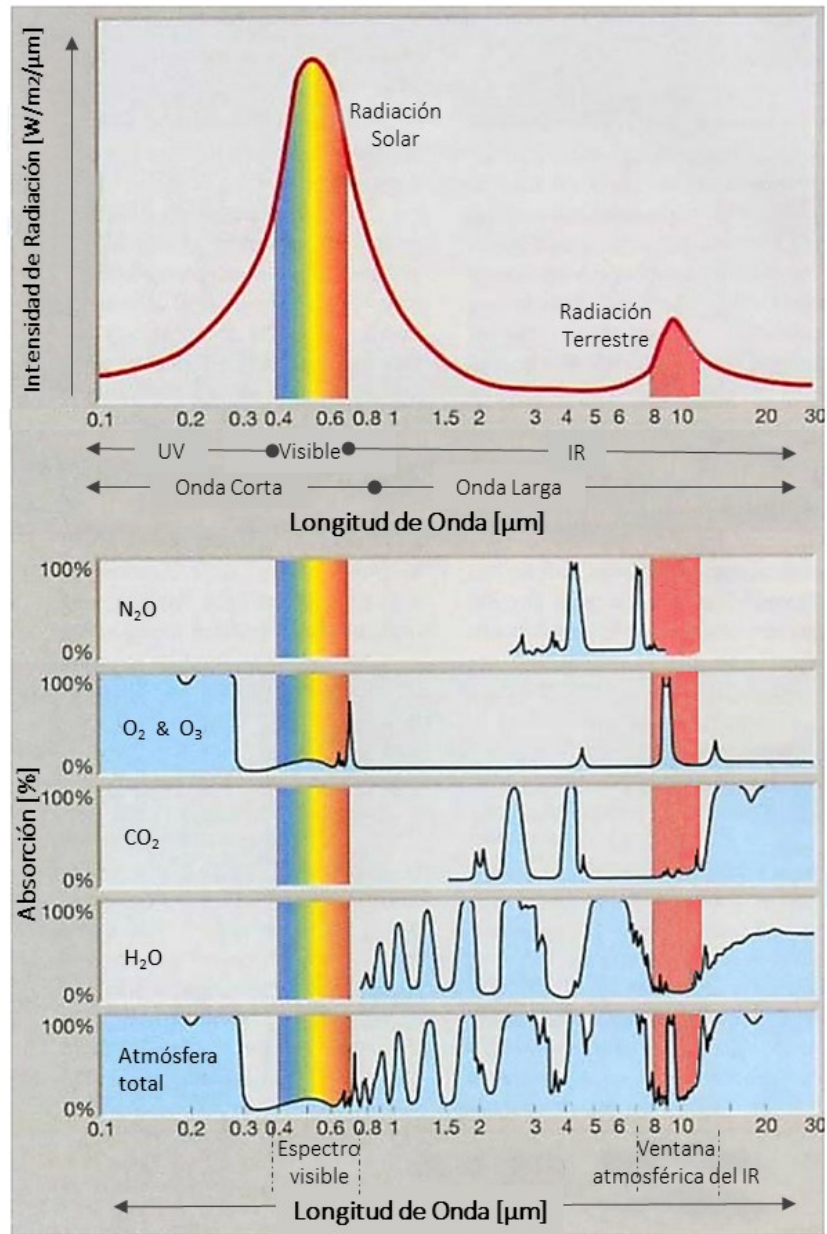 Intensidad de Radiación [W/m2/µm]
Radiación
Solar
Radiación
Terrestre
0.1 0.2 0.3 0.4 0.6 0.8 1 1.5 2 3 4 5 6 8 10 20 30
UV Visible IR
Onda Corta Onda Larga
Longitud de Onda [µm]
Absorción [%]
100%
N₂O
0%
100%
O₂ & O₃
0%
100%
CO₂
0%
100%
H₂O
0%
100%
Atmósfera
total
0%
0.1 0.2 0.3 0.4 0.6 0.8 1 1.5 2 3 4 5 6 8 10 20 30
Espectro
visible
Ventana
atmosférica del IR
Longitud de Onda [µm]